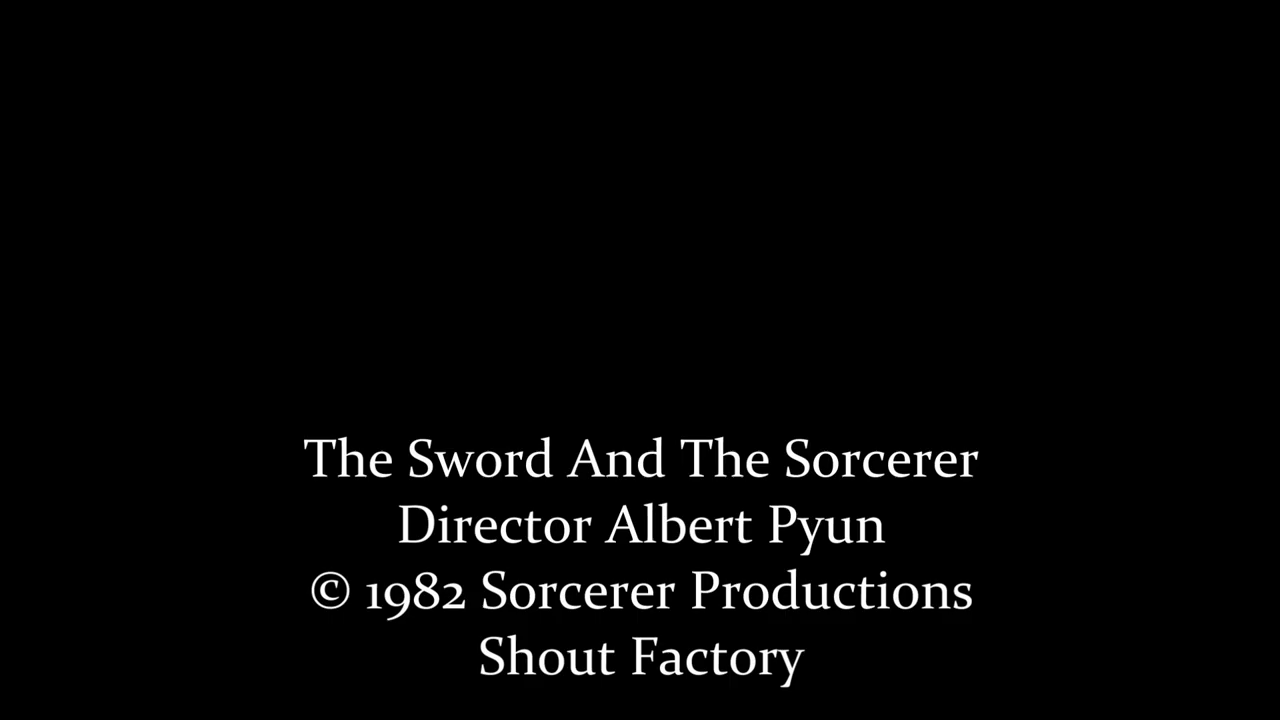 The Sword And The Sorcerer
Director Albert Pyun
© 1982 Sorcerer Productions
Shout Factory